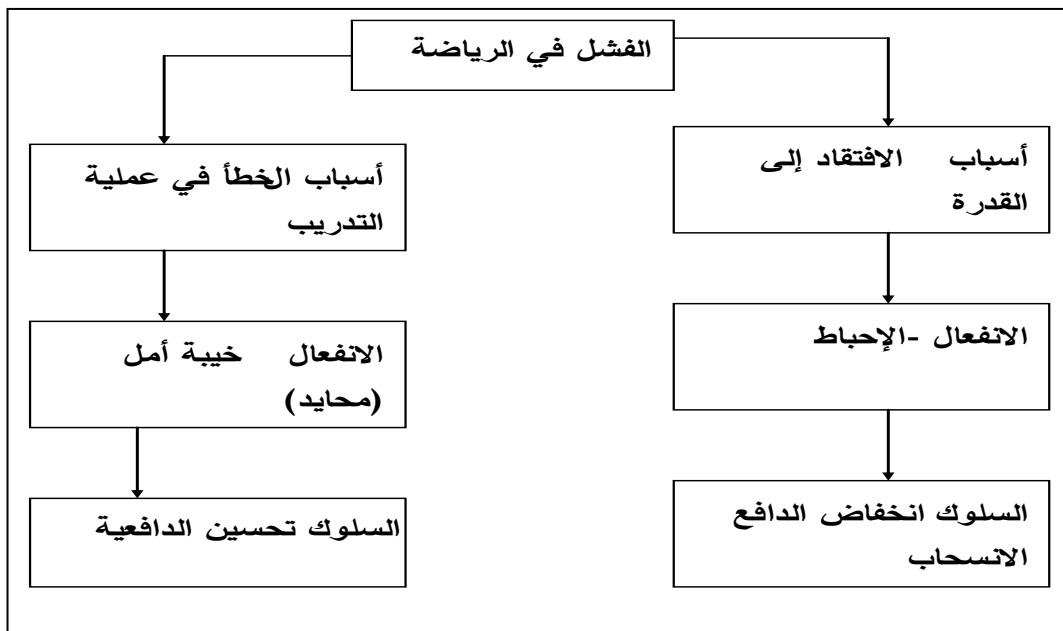 الفشل في الرياضة
أسباب الافتقاد إلى
القدرة
الانفعال -الإحباط
السلوك انخفاض الدافع
الانسحاب
أسباب الخطأ في عملية
التدريب
الانفعال خيبة أمل
(محايد)
السلوك تحسين الدافعية